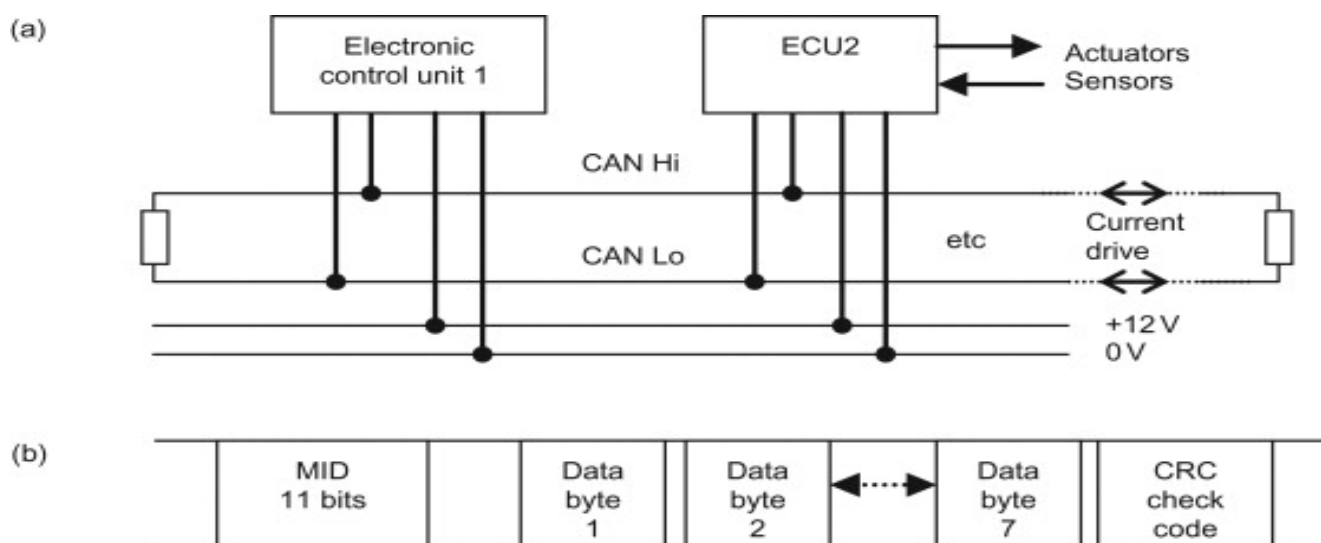 (a)
Electronic
control unit 1
ECU2
Actuators
Sensors
CAN Hi
CAN Lo
etc
Current
drive
+12 V
0 V
(b)
MID
11 bits
Data
byte
1
Data
byte
2
Data
byte
7
CRC
check
code